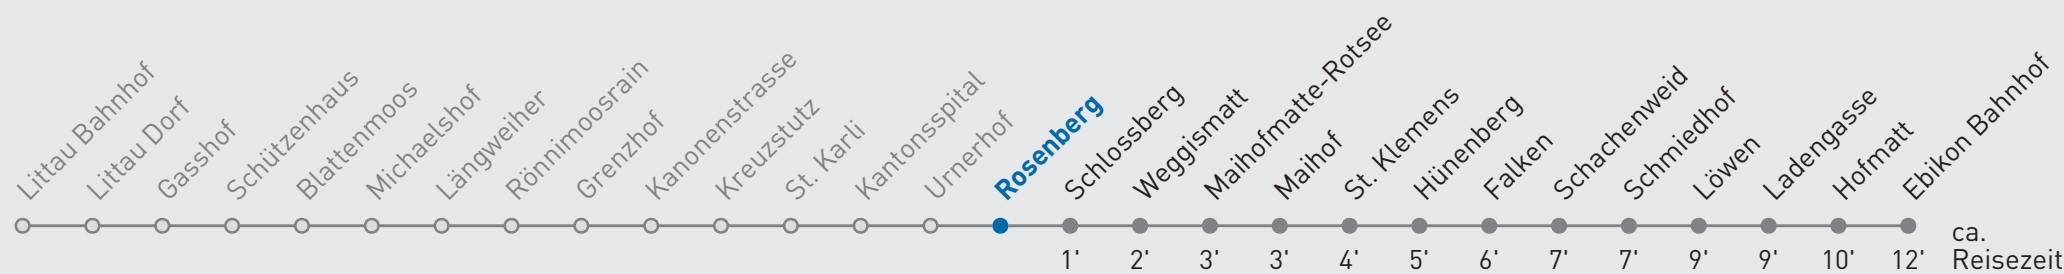 Littau Bahnhof
Littau Dorf
Gasshof
Schützenhaus
Blattenmoos
Michaelshof
Längweiher
Rönnimoosrain
Grenzhof
Kanonenstrasse
Kreuzstutz
St. Karli
Kantonsspital
Urnerhof
Rosenberg
Schlossberg
Weggismatt
Maihofmatte-Rotsee
Maihof
St. Klemens
Hünenberg
Falken
Schachenweid
Schmiedhof
Löwen
Ladengasse
Hofmatt
Ebikon Bahnhof
1' 2' 3' 3' 4' 5' 6' 7' 7' 9' 9' 10' 12'
ca.
Reisezeit